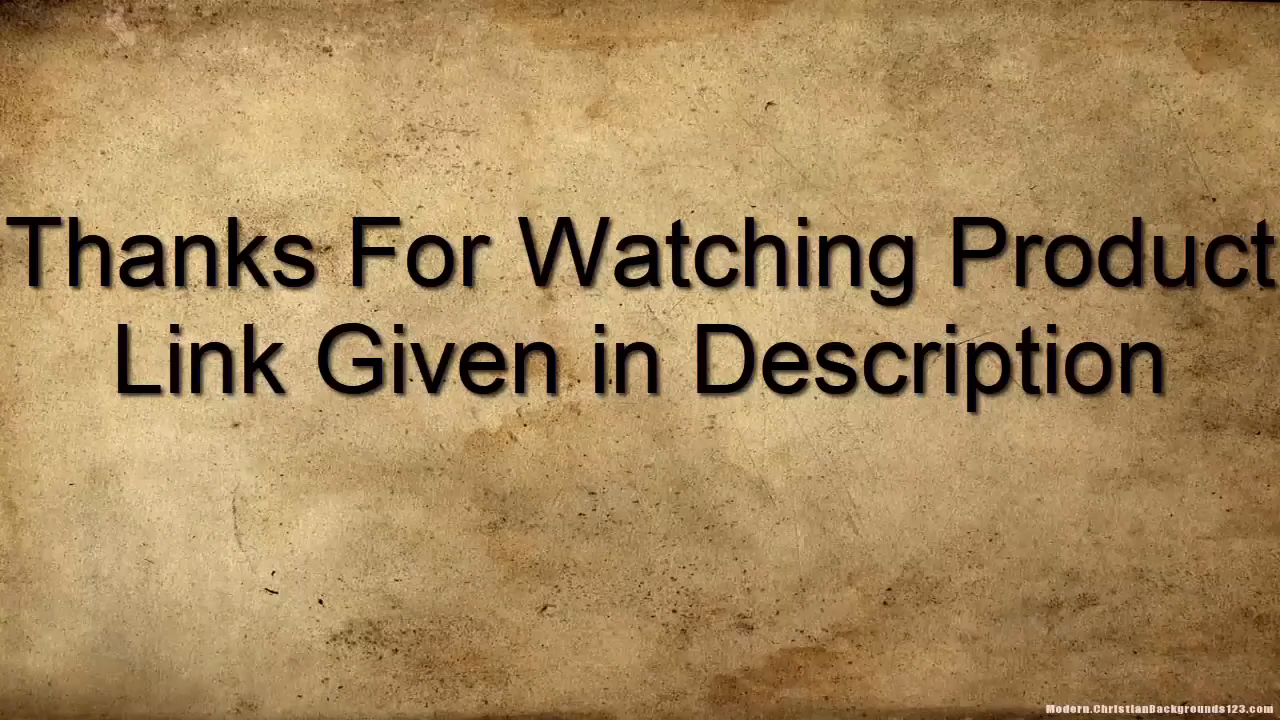 Thanks For Watching Product
Link Given in Description
Modern.ChristianBackgrounds123.com